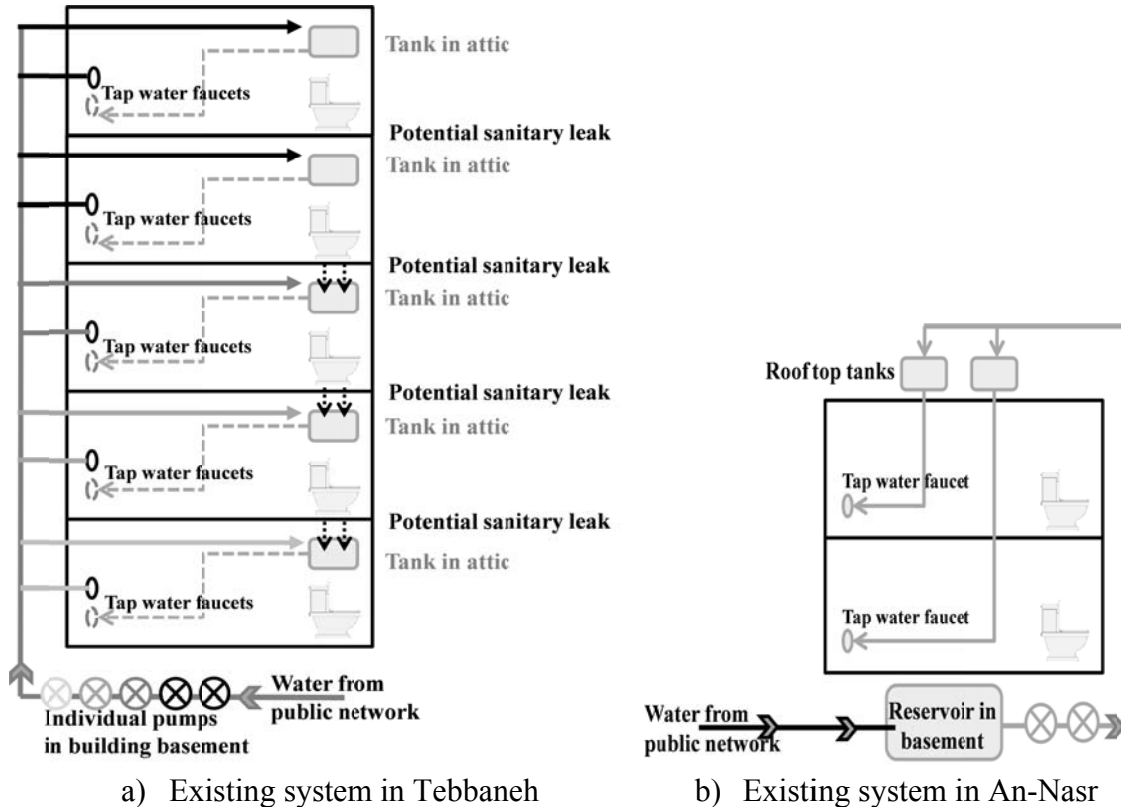 Tank in attic
Tap water faucets
Potential sanitary leak
Tank in attic
Tap water faucets
Potential sanitary leak
Tank in attic
Tap water faucets
Potential sanitary leak
Tank in attic
Tap water faucets
Potential sanitary leak
Tank in attic
Tap water faucets
Water from
public network
Individual pumps
in building basement
a) Existing system in Tebbaneh
Roof top tanks
Tap water faucet
Tap water faucet
Water from
public network
Reservoir in
basement
b) Existing system in An-Nasr